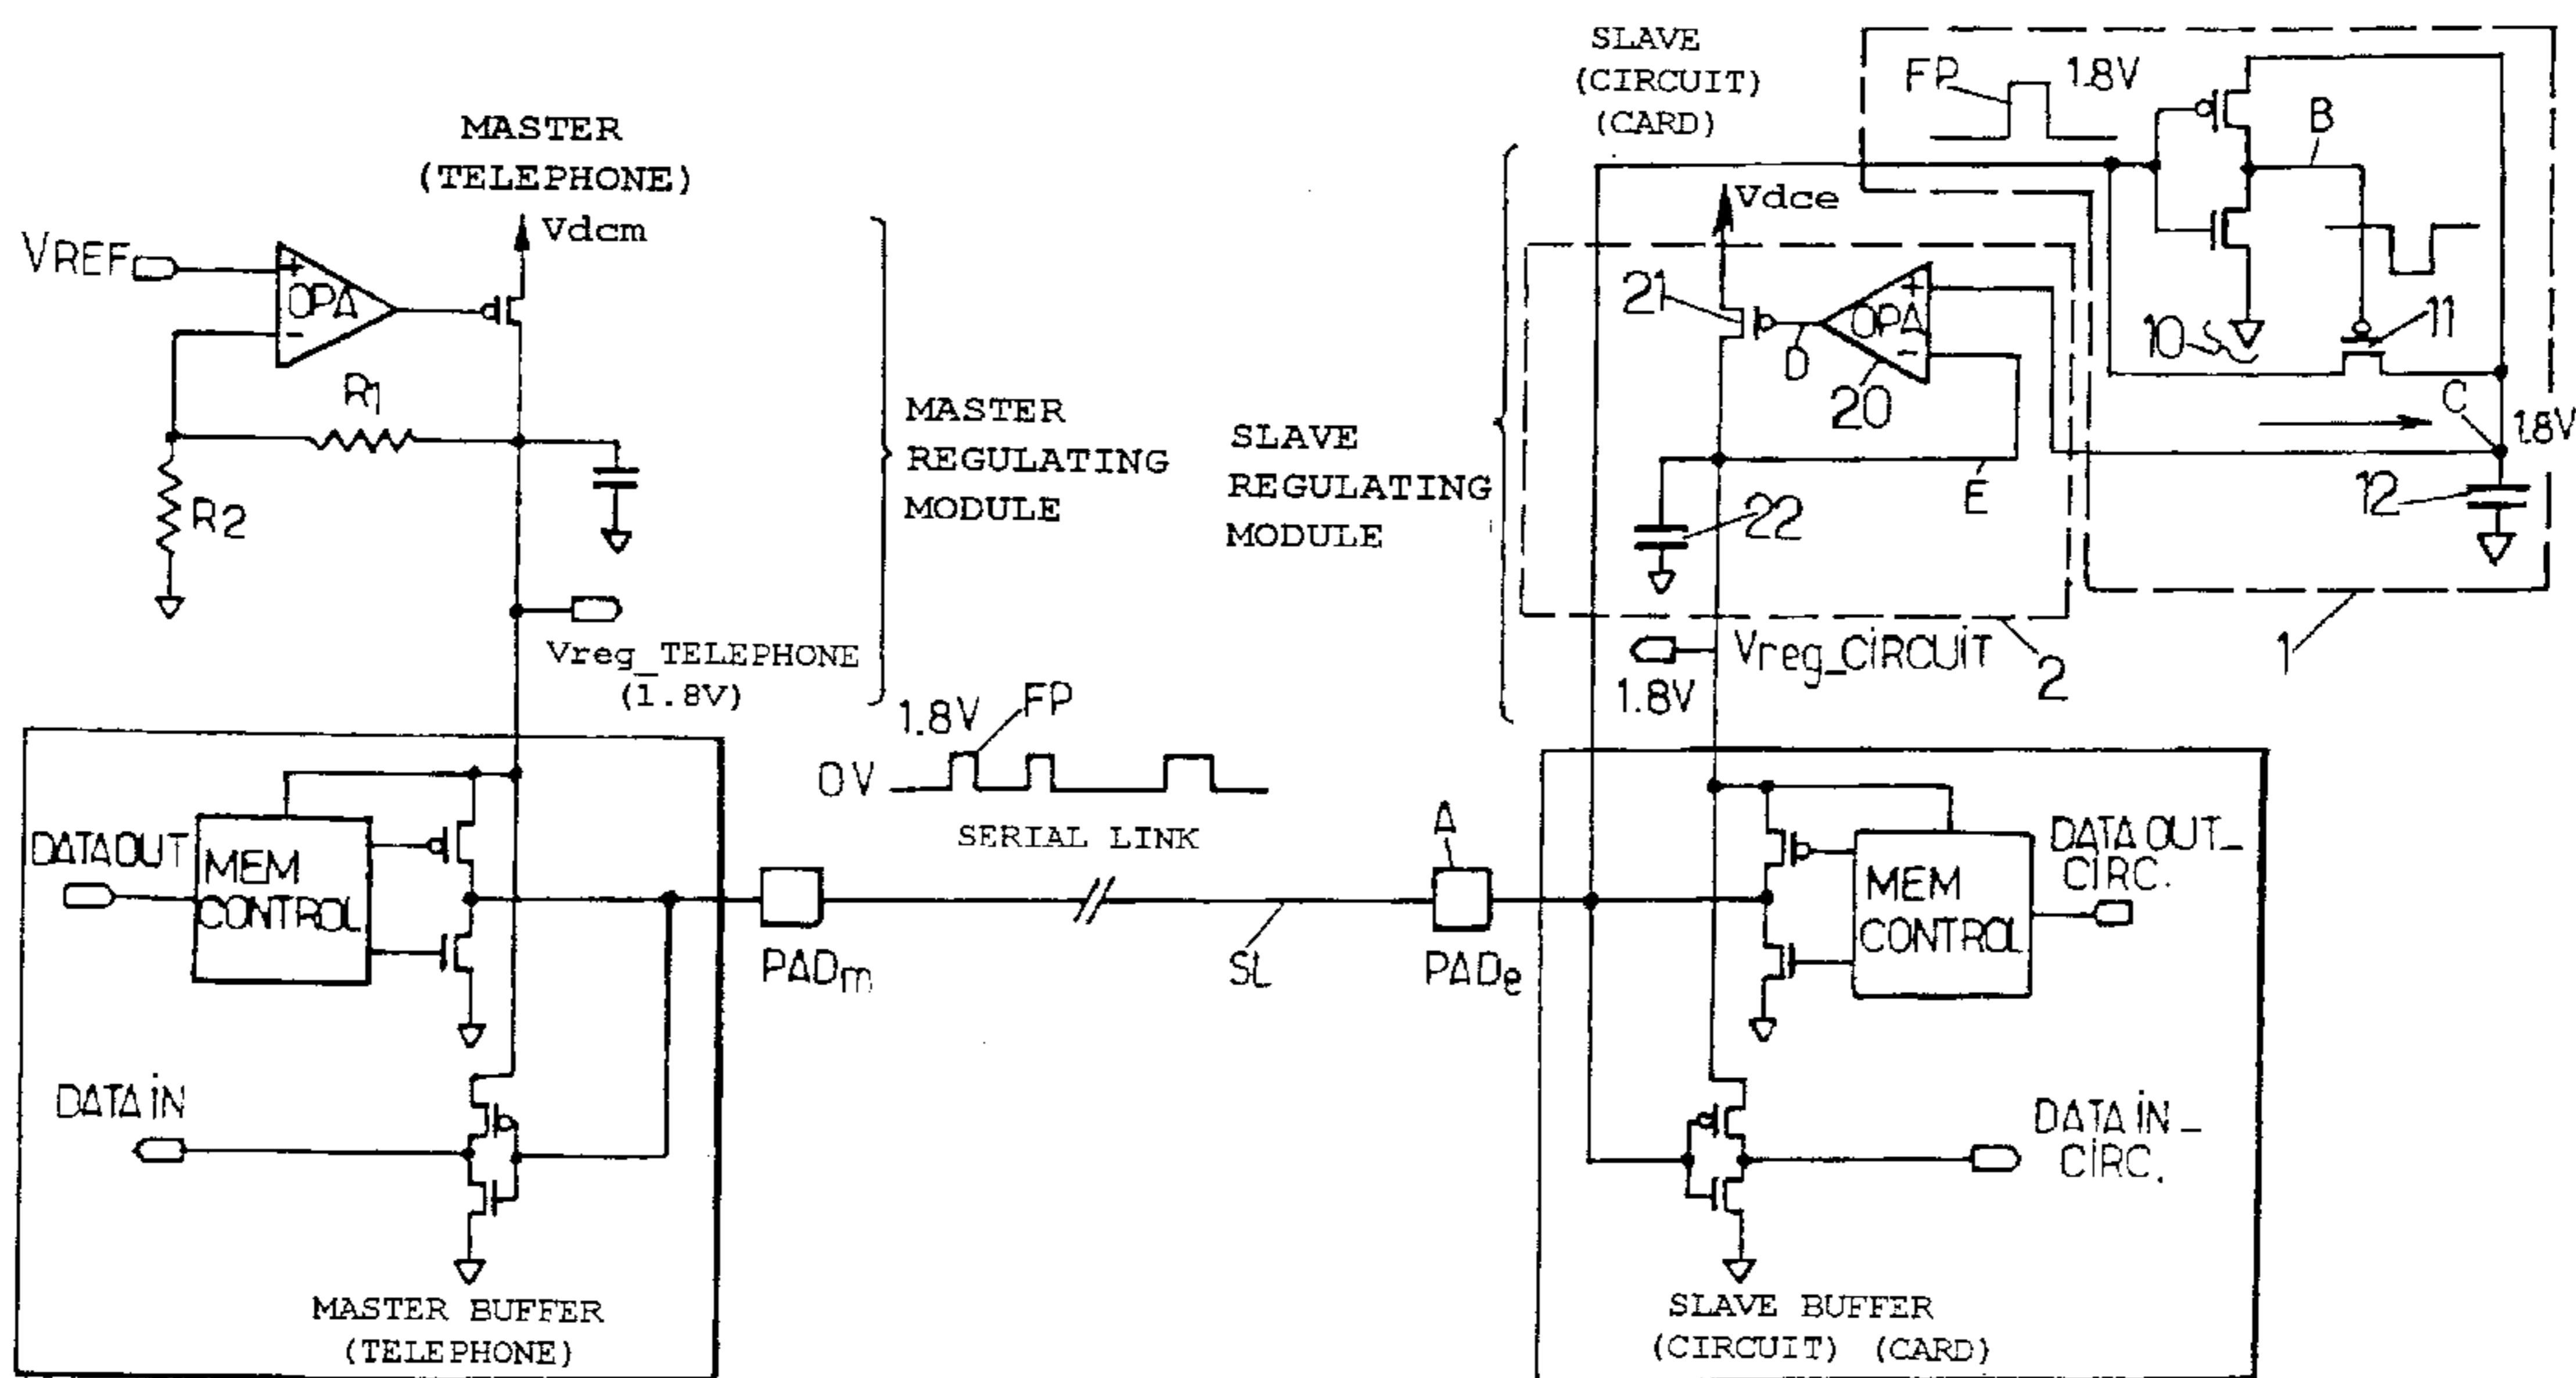 MASTER
(TELEPHONE)
Vdcm
VREF
+
OPA
-
R1
R2
MASTER
REGULATING
MODULE
Vreg_TELEPHONE
(1.8V)
SLAVE
(CIRCUIT)
(CARD)
FP
1.8V
B
Vdce
21
D
+
OPA
-
20
10
11
C
1.8V
12
E
22
SLAVE
REGULATING
MODULE
Vreg_CIRCUIT
1.8V
2
1
1.8V
FP
0V
SERIAL LINK
DATAOUT
MEM
CONTROL
PADm
SL
A
PADe
MEM
CONTROL
DATA OUT_
CIRC.
DATA IN
DATA IN_
CIRC.
MASTER BUFFER
(TELEPHONE)
SLAVE BUFFER
(CIRCUIT) (CARD)